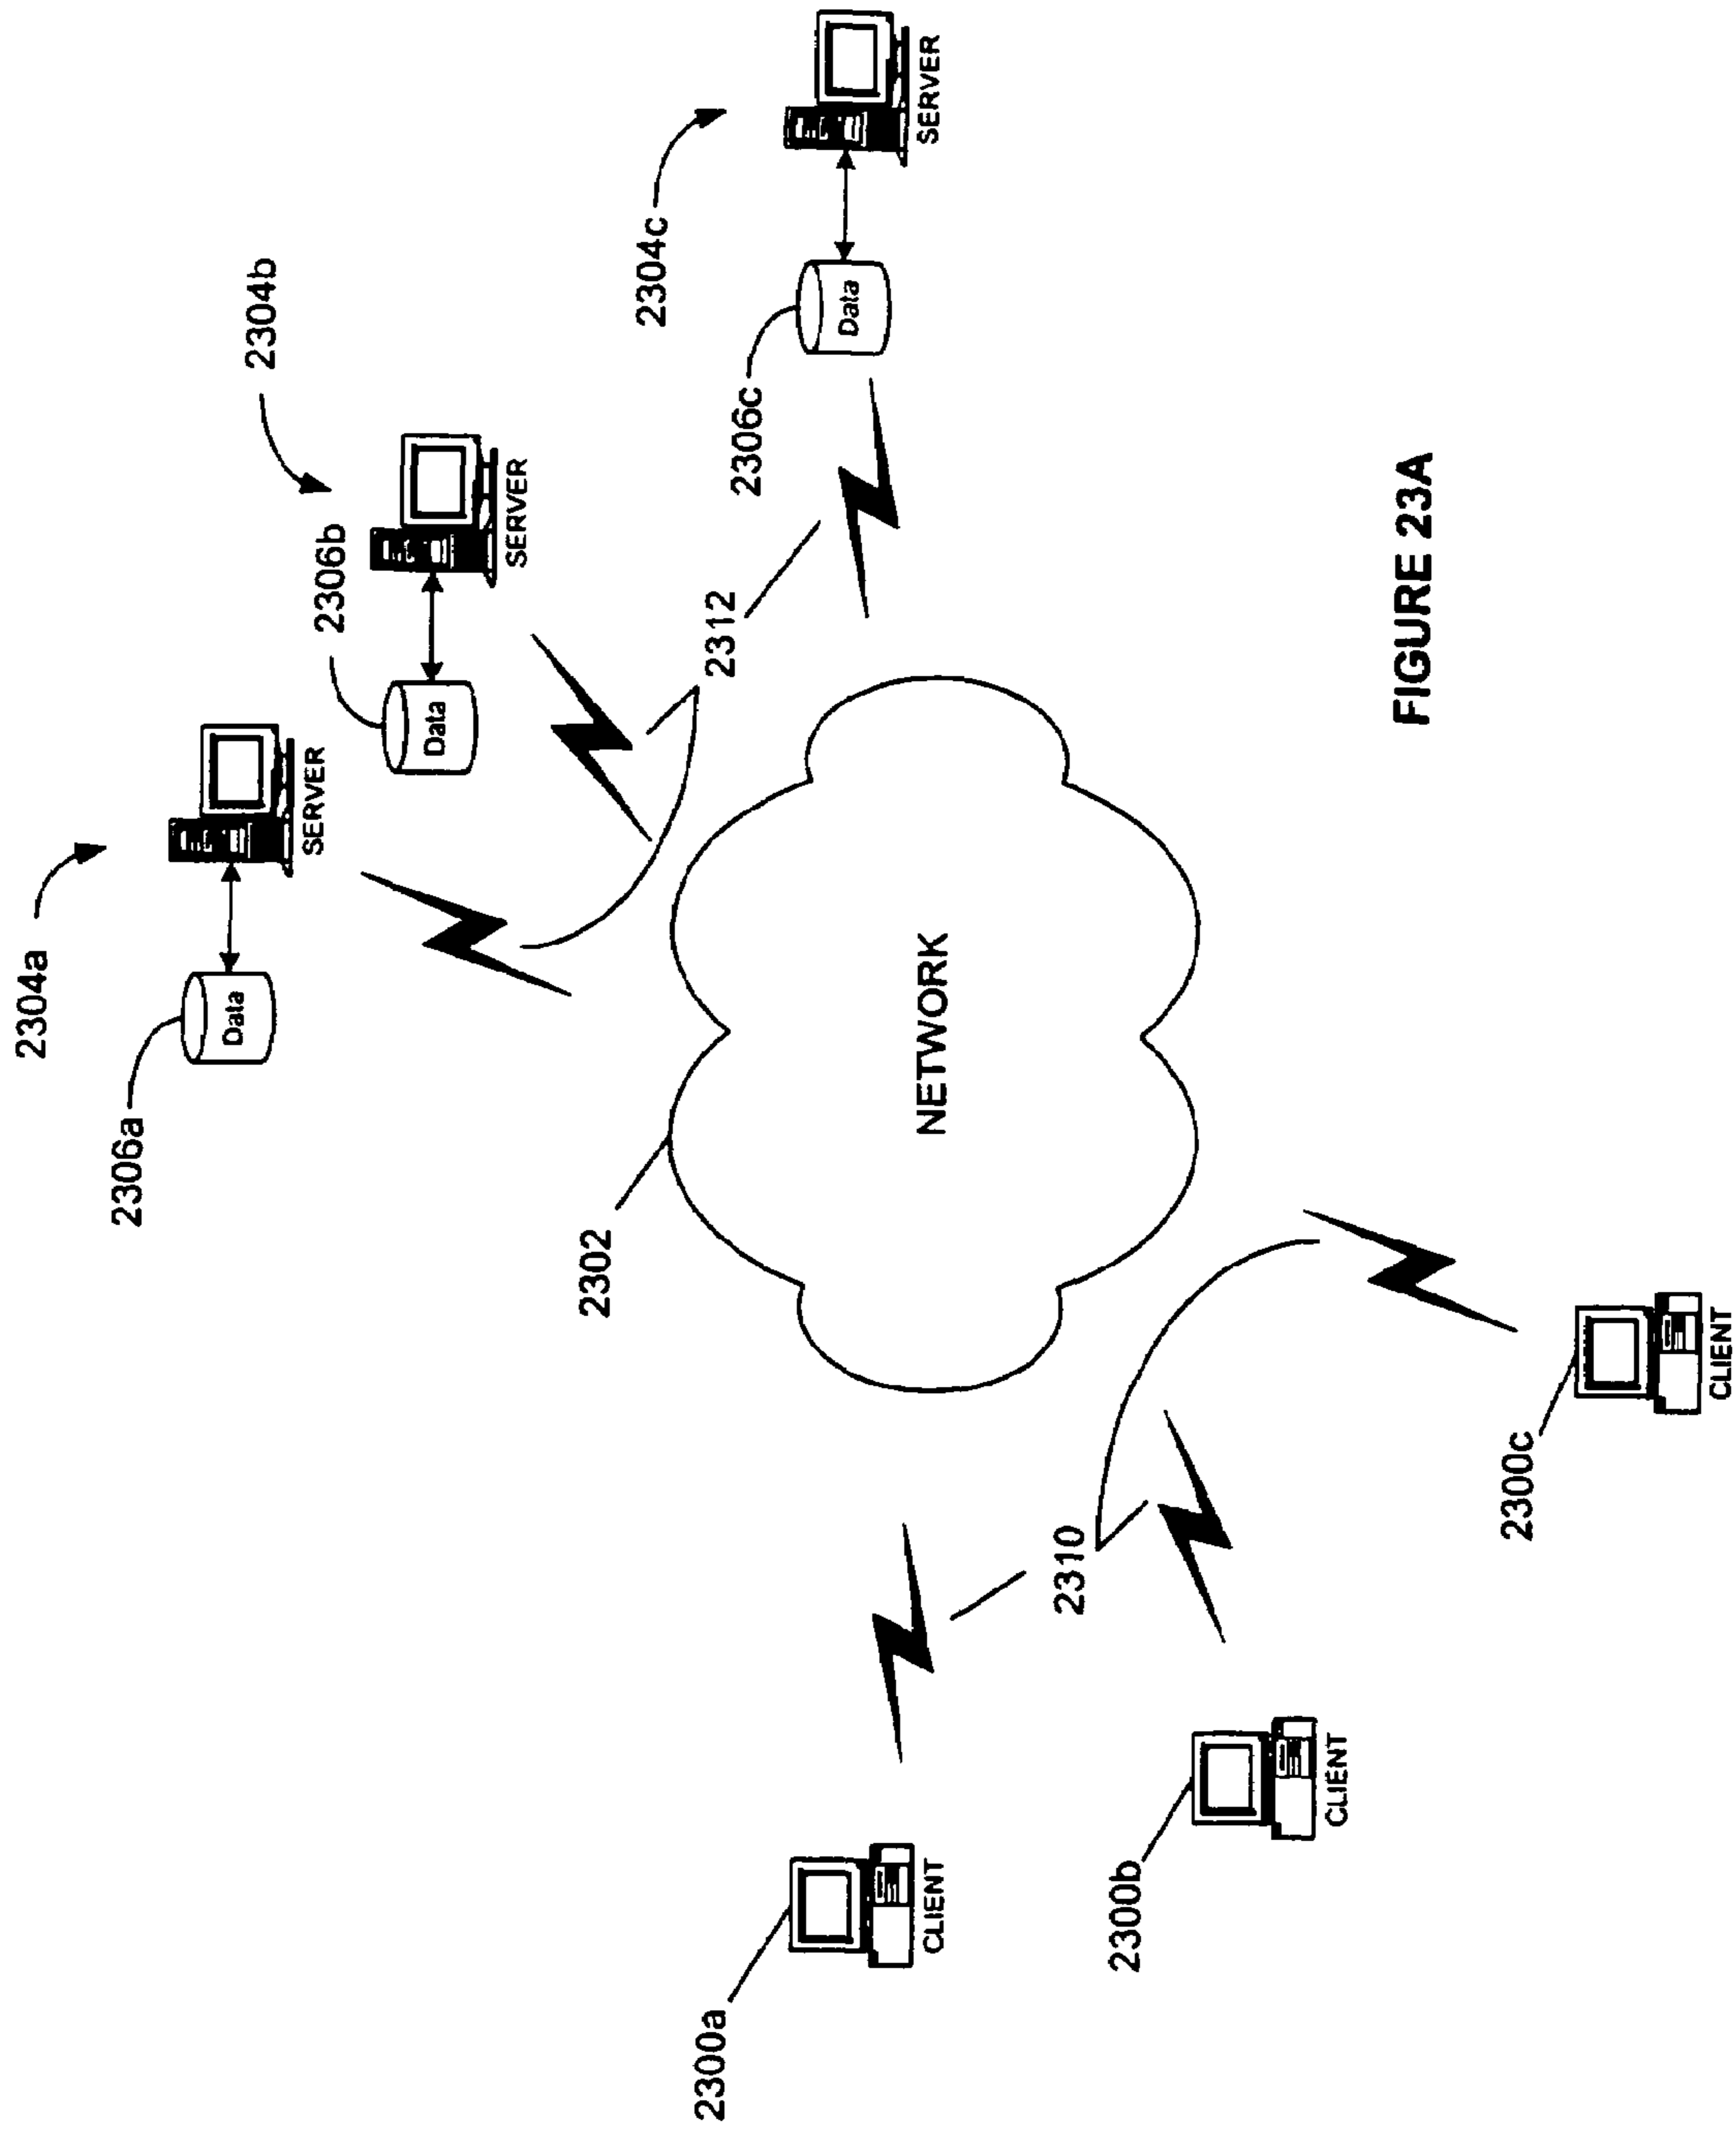 2304a
2304b
2306a
Data
SERVER
2306b
Data
SERVER
2304c
2306c
Data
SERVER
2302
2312
NETWORK
2300a
CLIENT
2310
2300b
CLIENT
2300c
CLIENT
FIGURE 23A